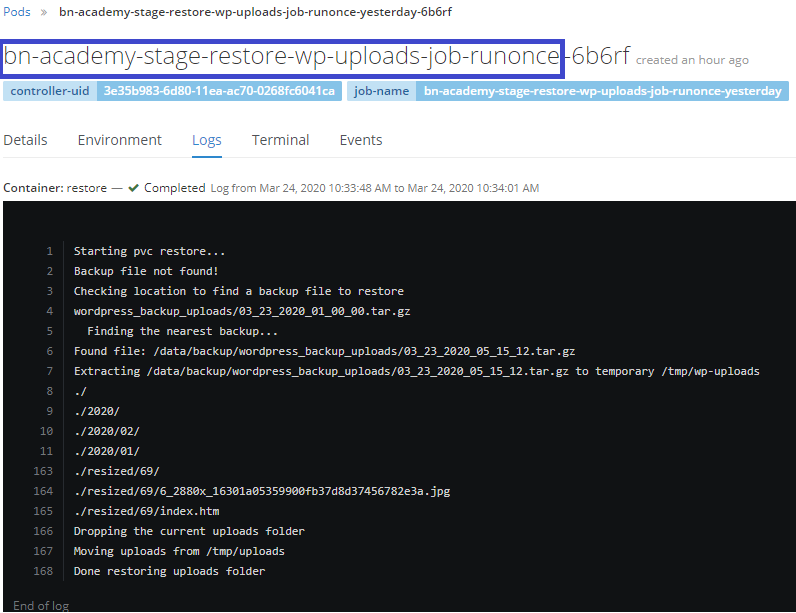 Pods » bn-academy-stage-restore-wp-uploads-job-runonce-yesterday-6b6rf
bn-academy-stage-restore-wp-uploads-job-runonce-6b6rf created an hour ago
controller-uid 3e35b983-6d80-11ea-ac70-0268fc6041ca job-name bn-academy-stage-restore-wp-uploads-job-runonce-yesterday
Details Environment Logs Terminal Events
Container: restore — ✔ Completed Log from Mar 24, 2020 10:33:48 AM to Mar 24, 2020 10:34:01 AM
1 Starting pvc restore...
2 Backup file not found!
3 Checking location to find a backup file to restore
4 wordpress_backup_uploads/03_23_2020_01_00_00.tar.gz
5 Finding the nearest backup...
6 Found file: /data/backup/wordpress_backup_uploads/03_23_2020_05_15_12.tar.gz
7 Extracting /data/backup/wordpress_backup_uploads/03_23_2020_05_15_12.tar.gz to temporary /tmp/wp-uploads
8 ./
9 ./2020/
10 ./2020/02/
11 ./2020/01/
163 ./resized/69/
164 ./resized/69/6_2880x_16301a05359900fb37d8d37456782e3a.jpg
165 ./resized/69/index.htm
166 Dropping the current uploads folder
167 Moving uploads from /tmp/uploads
168 Done restoring uploads folder
End of log